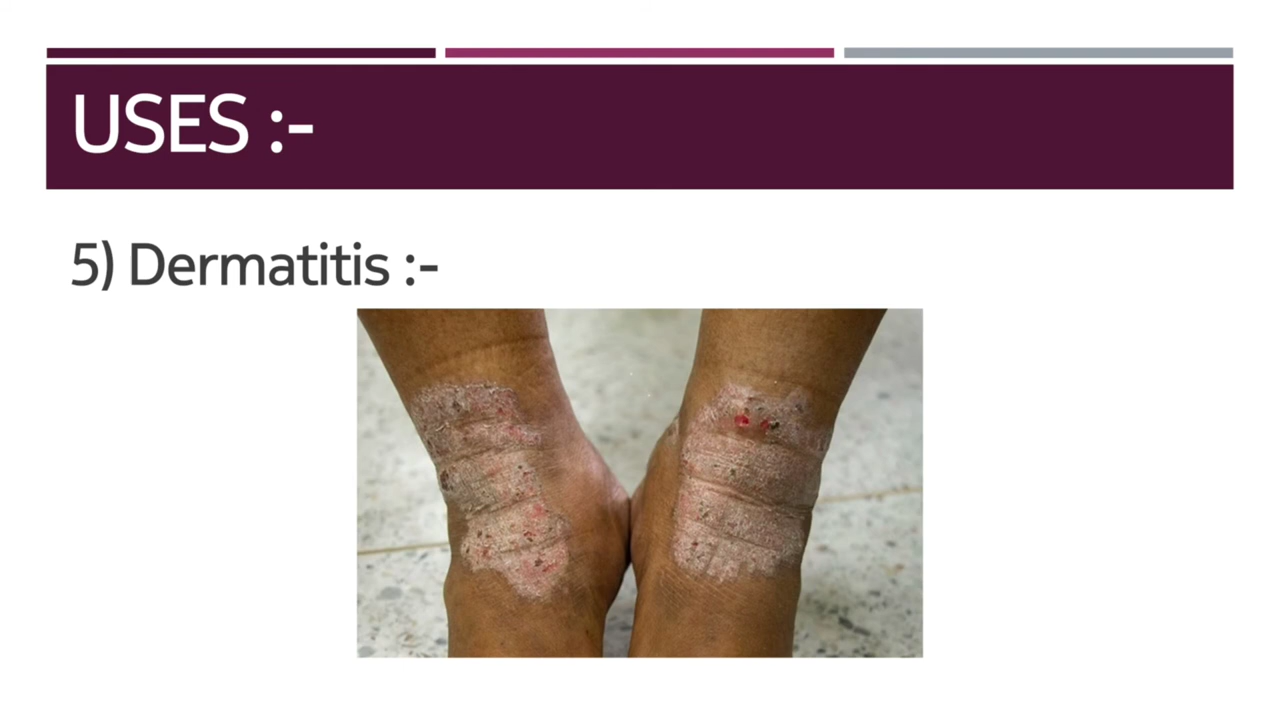 USES :-
5) Dermatitis :-